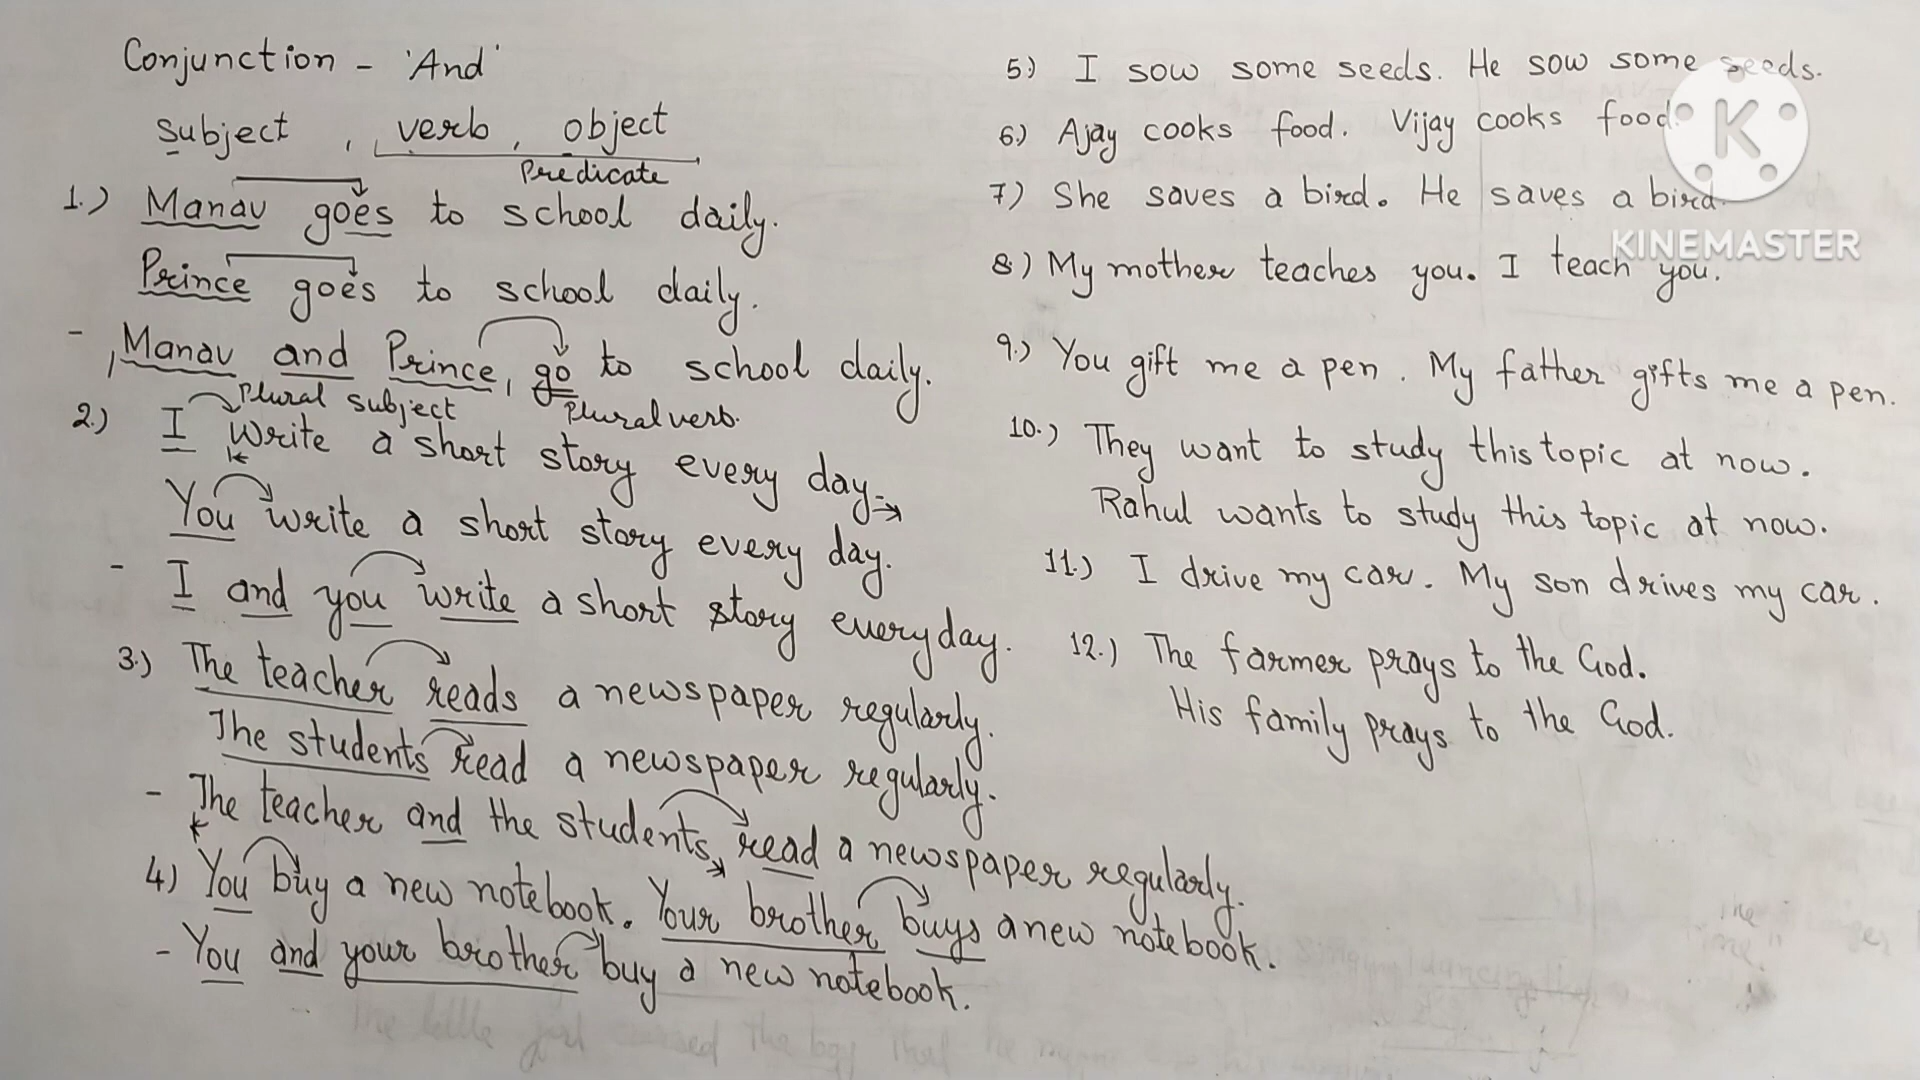 Conjunction - 'And'
subject , verb , object
Predicate
1.) Manav goes to school daily.
Prince goes to school daily.
- Manav and Prince, go to school daily.
Plural subject Plural verb.
2.) I write a short story every day.
You write a short story every day.
- I and you write a short story everyday.
3.) The teacher reads a newspaper regularly.
The students read a newspaper regularly.
- The teacher and the students, read a newspaper regularly.
4) You buy a new notebook. Your brother buys a new notebook.
- You and your brother buy a new notebook.
5.) I sow some seeds. He sow some seeds.
6.) Ajay cooks food. Vijay cooks food.
7) She saves a bird. He saves a bird.
8.) My mother teaches you. I teach you.
9.) You gift me a pen. My father gifts me a pen.
10.) They want to study this topic at now.
Rahul wants to study this topic at now.
11.) I drive my car. My son drives my car.
12.) The farmer prays to the God.
His family prays to the God.
K
KINEMASTER